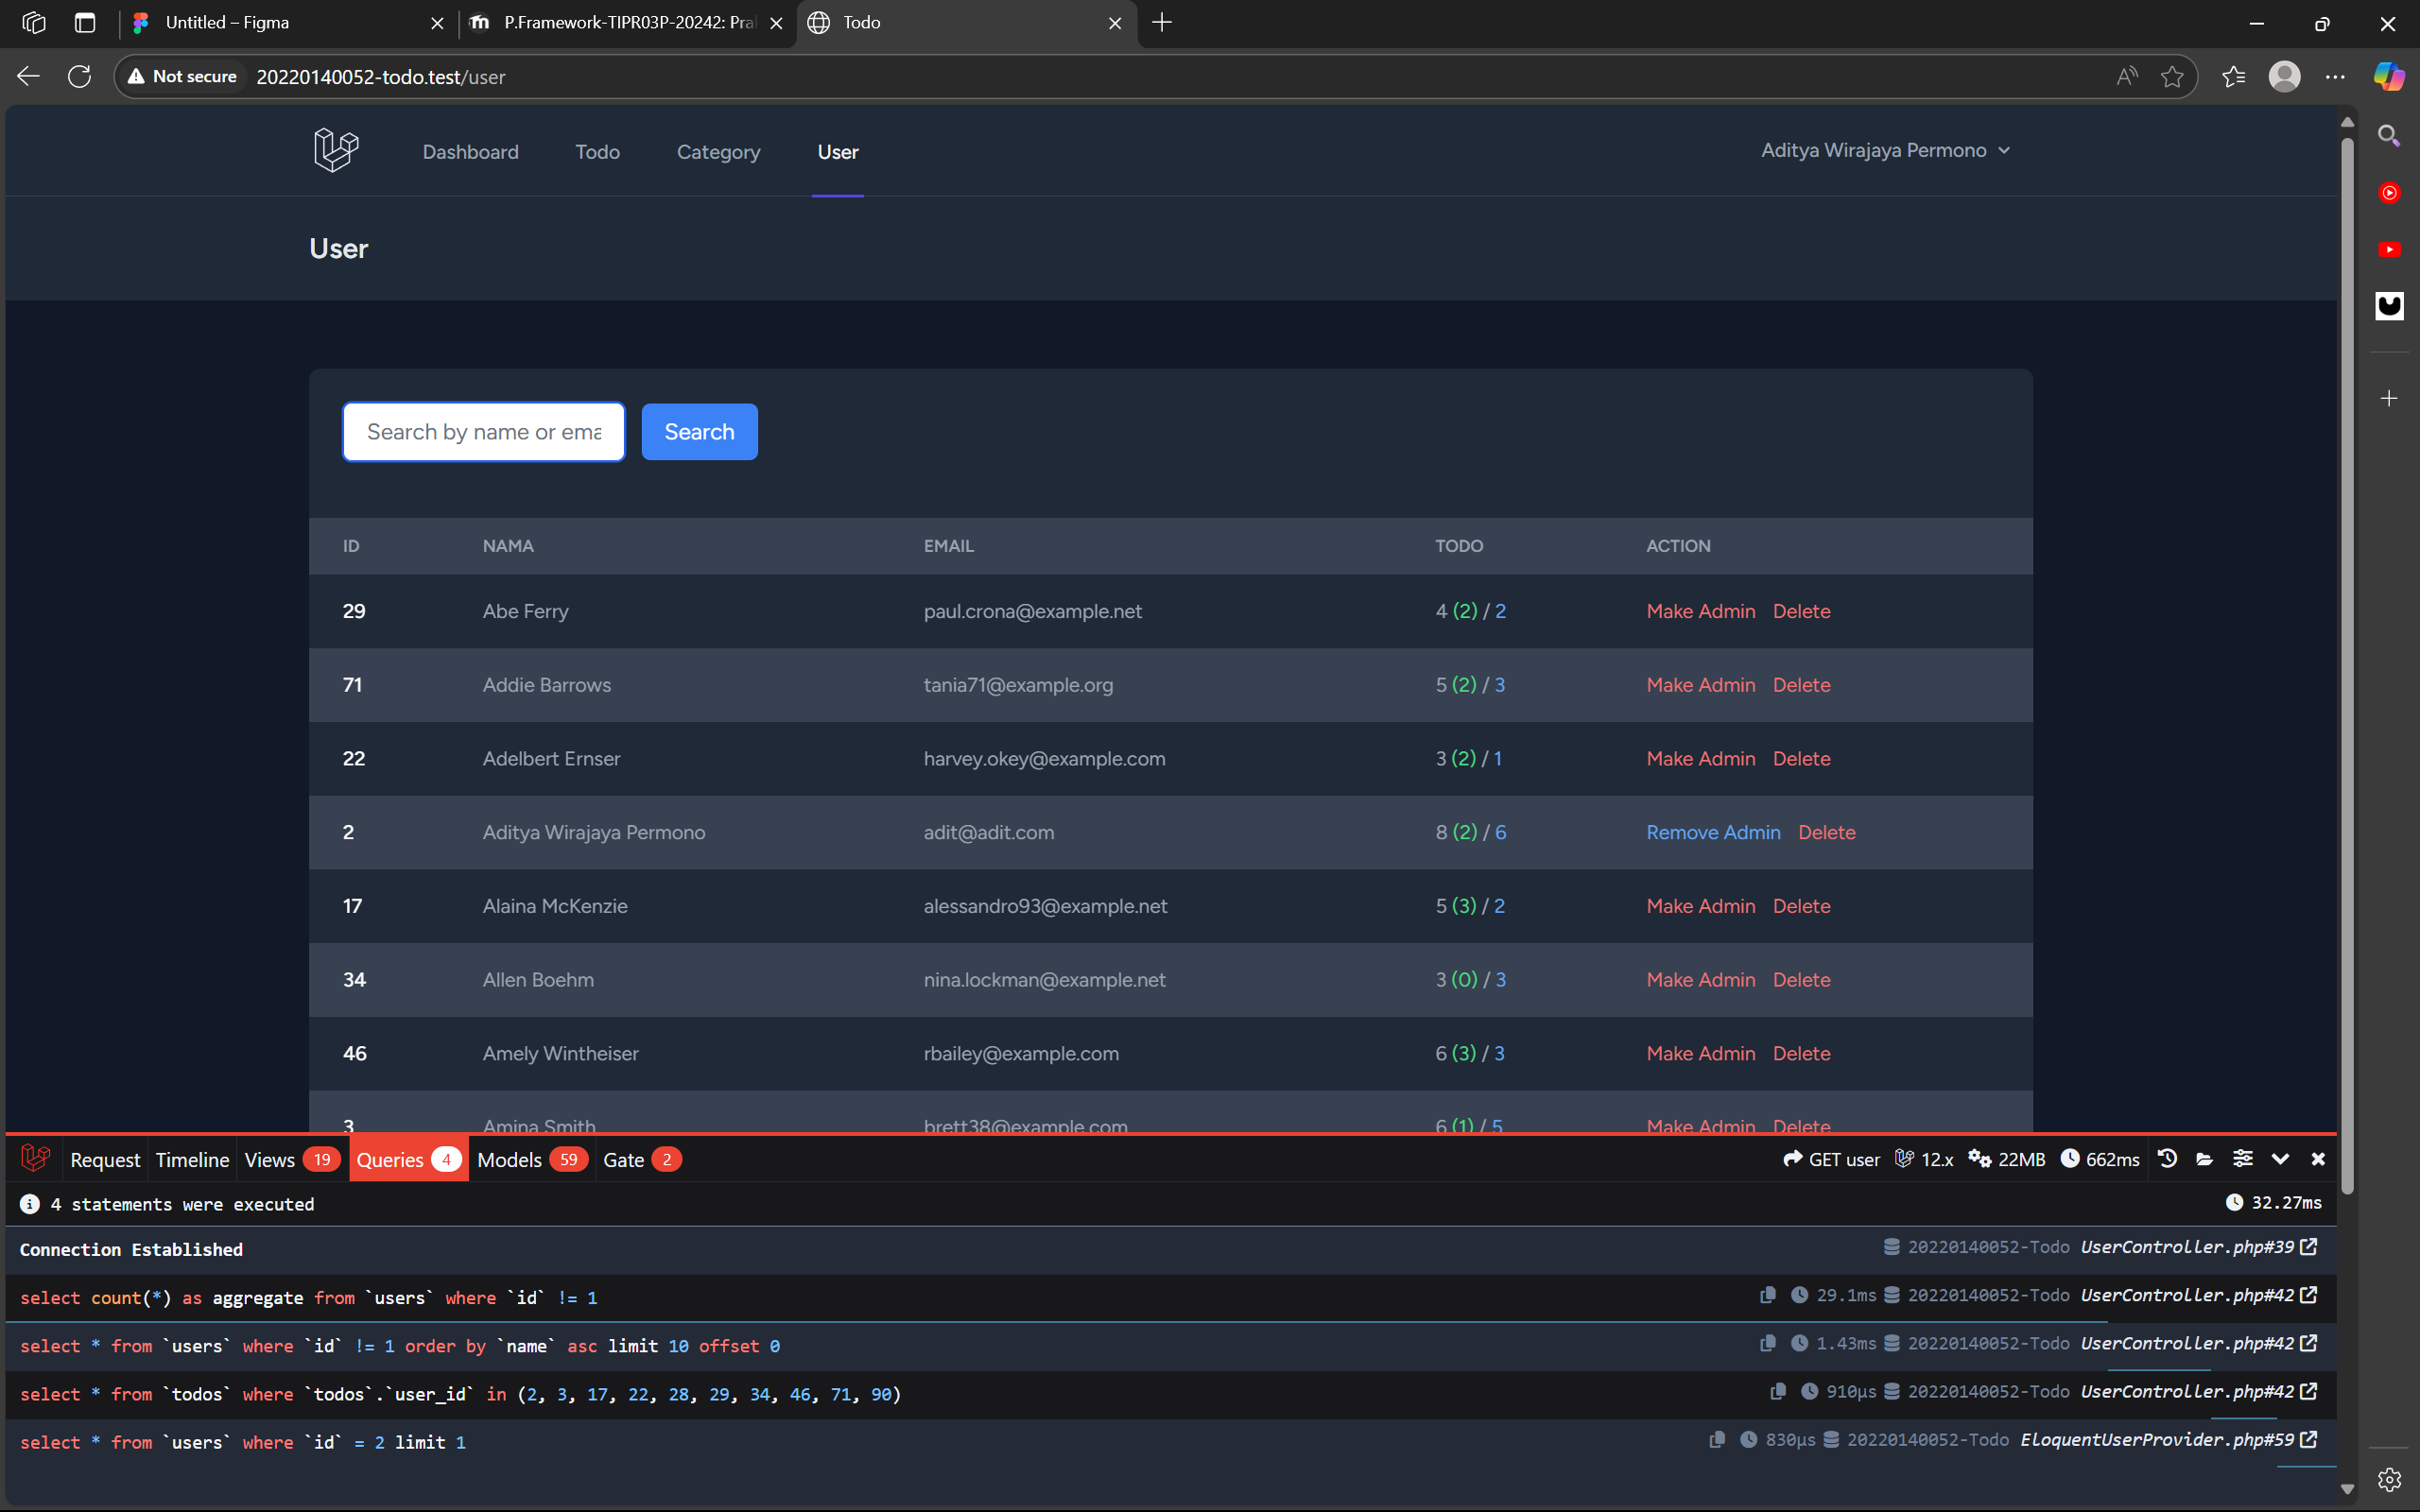 Untitled – Figma
P.Framework-TIPR03P-20242: Pra
Todo
Not secure 20220140052-todo.test/user
Dashboard Todo Category User Aditya Wirajaya Permono
User
Search by name or ema Search
ID NAMA EMAIL TODO ACTION
29 Abe Ferry paul.crona@example.net 4 (2) / 2 Make Admin Delete
71 Addie Barrows tania71@example.org 5 (2) / 3 Make Admin Delete
22 Adelbert Ernser harvey.okey@example.com 3 (2) / 1 Make Admin Delete
2 Aditya Wirajaya Permono adit@adit.com 8 (2) / 6 Remove Admin Delete
17 Alaina McKenzie alessandro93@example.net 5 (3) / 2 Make Admin Delete
34 Allen Boehm nina.lockman@example.net 3 (0) / 3 Make Admin Delete
46 Amely Wintheiser rbailey@example.com 6 (3) / 3 Make Admin Delete
3 Amina Smith brett38@example.com 6 (1) / 5 Make Admin Delete
Request Timeline Views 19 Queries 4 Models 59 Gate 2 GET user 12.x 22MB 662ms
4 statements were executed 32.27ms
Connection Established 20220140052-Todo UserController.php#39
select count(*) as aggregate from `users` where `id` != 1 29.1ms 20220140052-Todo UserController.php#42
select * from `users` where `id` != 1 order by `name` asc limit 10 offset 0 1.43ms 20220140052-Todo UserController.php#42
select * from `todos` where `todos`.`user_id` in (2, 3, 17, 22, 28, 29, 34, 46, 71, 90) 910μs 20220140052-Todo UserController.php#42
select * from `users` where `id` = 2 limit 1 830μs 20220140052-Todo EloquentUserProvider.php#59